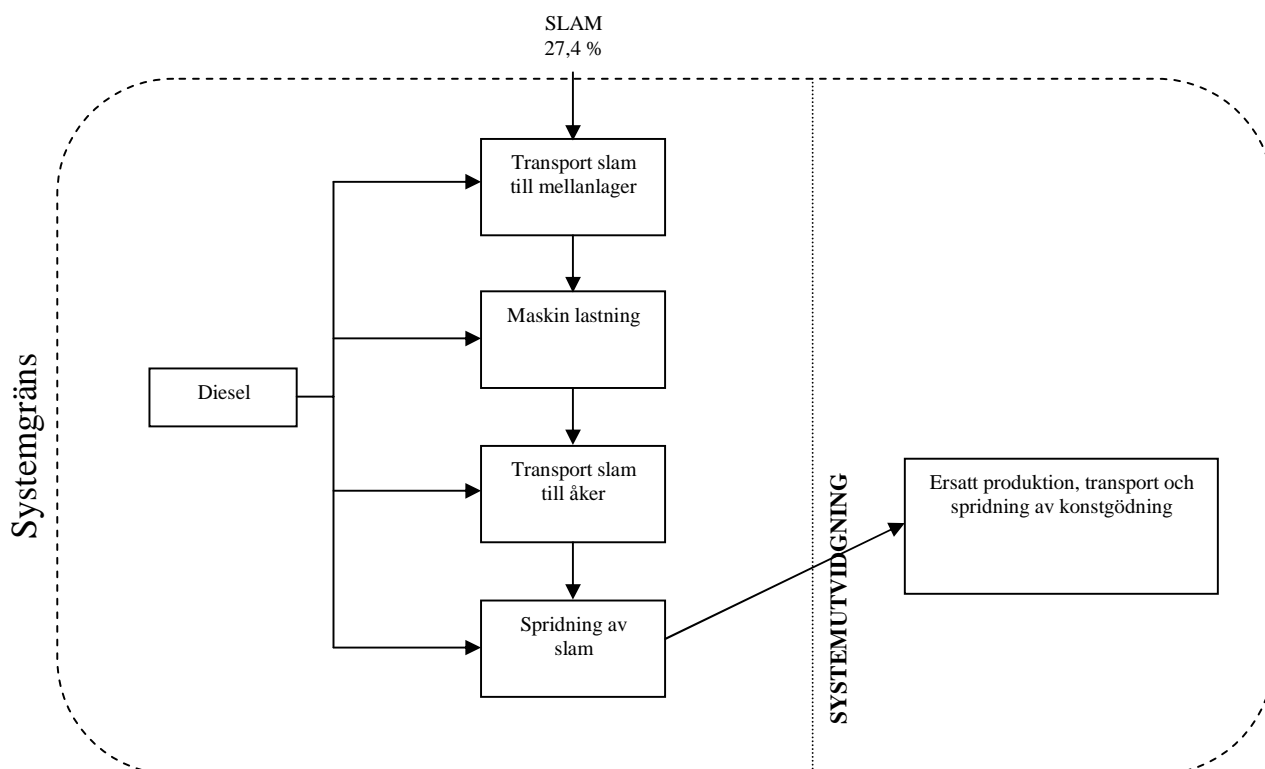 SLAM
27,4 %
Transport slam
till mellanlager
Maskin lastning
Systemgräns
Diesel
Transport slam
till åker
Ersatt produktion, transport och
spridning av konstgödning
SYSTEMUTVIDGNING
Spridning av
slam